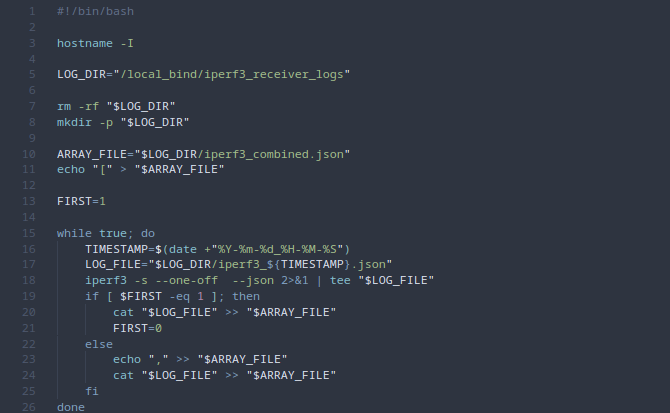 1 #!/bin/bash
2
3 hostname -I
4
5 LOG_DIR="/local_bind/iperf3_receiver_logs"
6
7 rm -rf "$LOG_DIR"
8 mkdir -p "$LOG_DIR"
9
10 ARRAY_FILE="$LOG_DIR/iperf3_combined.json"
11 echo "[" > "$ARRAY_FILE"
12
13 FIRST=1
14
15 while true; do
16     TIMESTAMP=$(date +"%Y-%m-%d_%H-%M-%S")
17     LOG_FILE="$LOG_DIR/iperf3_${TIMESTAMP}.json"
18     iperf3 -s --one-off  --json 2>&1 | tee "$LOG_FILE"
19     if [ $FIRST -eq 1 ]; then
20         cat "$LOG_FILE" >> "$ARRAY_FILE"
21         FIRST=0
22     else
23         echo "," >> "$ARRAY_FILE"
24         cat "$LOG_FILE" >> "$ARRAY_FILE"
25     fi
26 done